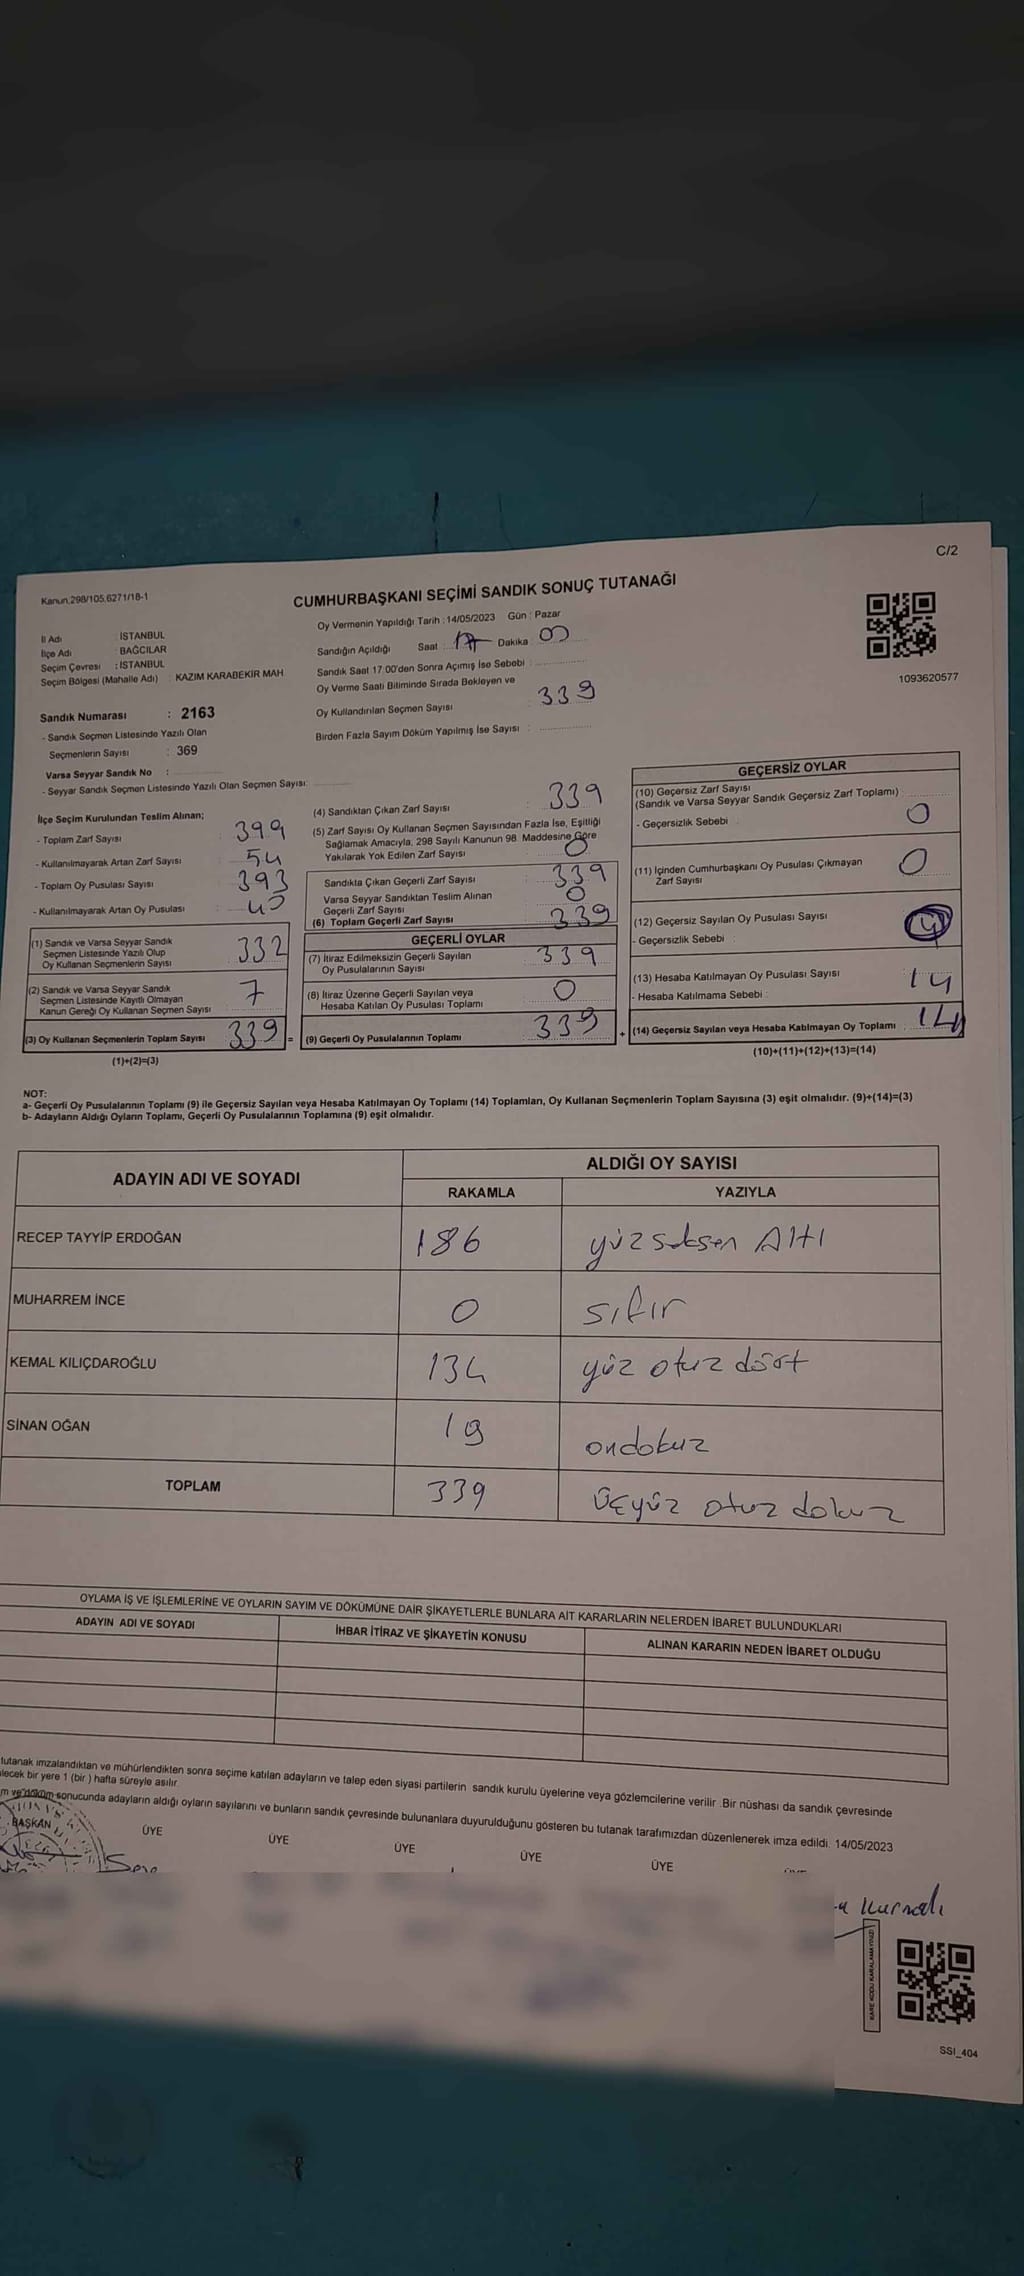 C/2
Kanun,298/105,6271/18-1
CUMHURBAŞKANI SEÇİMİ SANDIK SONUÇ TUTANAĞI
İl Adı : İSTANBUL
İlçe Adı : BAĞCILAR
Seçim Çevresi : İSTANBUL
Seçim Bölgesi (Mahalle Adı) : KAZIM KARABEKİR MAH
Sandık Numarası : 2163
- Sandık Seçmen Listesinde Yazılı Olan
Seçmenlerin Sayısı : 369
Varsa Seyyar Sandık No :
- Seyyar Sandık Seçmen Listesinde Yazılı Olan Seçmen Sayısı:
Oy Vermenin Yapıldığı Tarih : 14/05/2023 Gün : Pazar
Sandığın Açıldığı Saat 17 Dakika 00
Sandık Saat 17:00'den Sonra Açımış İse Sebebi :
Oy Verme Saati Bitiminde Sırada Bekleyen ve
Oy Kullandırılan Seçmen Sayısı : 339
Birden Fazla Sayım Döküm Yapılmış İse Sayısı :
1093620577
İlçe Seçim Kurulundan Teslim Alınan;
- Toplam Zarf Sayısı : 399
- Kullanılmayarak Artan Zarf Sayısı : 54
- Toplam Oy Pusulası Sayısı : 393
- Kullanılmayarak Artan Oy Pusulası : 40
(1) Sandık ve Varsa Seyyar Sandık
Seçmen Listesinde Yazılı Olup
Oy Kullanan Seçmenlerin Sayısı 332
(2) Sandık ve Varsa Seyyar Sandık
Seçmen Listesinde Kayıtlı Olmayan
Kanun Gereği Oy Kullanan Seçmen Sayısı 7
(3) Oy Kullanan Seçmenlerin Toplam Sayısı 339 =
(1)+(2)=(3)
(4) Sandıktan Çıkan Zarf Sayısı 339
(5) Zarf Sayısı Oy Kullanan Seçmen Sayısından Fazla İse, Eşitliği
Sağlamak Amacıyla, 298 Sayılı Kanunun 98. Maddesine Göre
Yakılarak Yok Edilen Zarf Sayısı : 0
Sandıkta Çıkan Geçerli Zarf Sayısı : 339
Varsa Seyyar Sandıktan Teslim Alınan
Geçerli Zarf Sayısı : 0
(6) Toplam Geçerli Zarf Sayısı : 339
GEÇERLİ OYLAR
(7) İtiraz Edilmeksizin Geçerli Sayılan
Oy Pusulalarının Sayısı : 339
(8) İtiraz Üzerine Geçerli Sayılan veya
Hesaba Katılan Oy Pusulası Toplamı : 0
(9) Geçerli Oy Pusulalarının Toplamı : 339 +
GEÇERSİZ OYLAR
(10) Geçersiz Zarf Sayısı
(Sandık ve Varsa Seyyar Sandık Geçersiz Zarf Toplamı) :
- Geçersizlik Sebebi : 0
(11) İçinden Cumhurbaşkanı Oy Pusulası Çıkmayan
Zarf Sayısı 0
(12) Geçersiz Sayılan Oy Pusulası Sayısı
- Geçersizlik Sebebi :
(13) Hesaba Katılmayan Oy Pusulası Sayısı 14
- Hesaba Katılmama Sebebi :
(14) Geçersiz Sayılan veya Hesaba Katılmayan Oy Toplamı : 14
(10)+(11)+(12)+(13)=(14)
NOT:
a- Geçerli Oy Pusulalarının Toplamı (9) ile Geçersiz Sayılan veya Hesaba Katılmayan Oy Toplamı (14) Toplamları, Oy Kullanan Seçmenlerin Toplam Sayısına (3) eşit olmalıdır. (9)+(14)=(3)
b- Adayların Aldığı Oyların Toplamı, Geçerli Oy Pusulalarının Toplamına (9) eşit olmalıdır.
ADAYIN ADI VE SOYADI ALDIĞI OY SAYISI
RAKAMLA YAZIYLA
RECEP TAYYİP ERDOĞAN 186 yüzseksen Altı
MUHARREM İNCE 0 sıfır
KEMAL KILIÇDAROĞLU 134 yüz otuz dört
SİNAN OĞAN 19 ondokuz
TOPLAM 339 üçyüz otuz dokuz
OYLAMA İŞ VE İŞLEMLERİNE VE OYLARIN SAYIM VE DÖKÜMÜNE DAİR ŞİKAYETLERLE BUNLARA AİT KARARLARIN NELERDEN İBARET BULUNDUKLARI
ADAYIN ADI VE SOYADI İHBAR İTİRAZ VE ŞİKAYETİN KONUSU ALINAN KARARIN NEDEN İBARET OLDUĞU
tutanak imzalandıktan ve mühürlendikten sonra seçime katılan adayların ve talep eden siyasi partilerin sandık kurulu üyelerine veya gözlemcilerine verilir. Bir nüshası da sandık çevresinde
ilecek bir yere 1 (bir ) hafta süreyle asılır.
m ve döküm sonucunda adayların aldığı oyların sayılarını ve bunların sandık çevresinde bulunanlara duyurulduğunu gösteren bu tutanak tarafımızdan düzenlenerek imza edildi. 14/05/2023
BAŞKAN ÜYE ÜYE ÜYE ÜYE ÜYE
KARE KODU KARALAMAYINIZ!
SSI_404